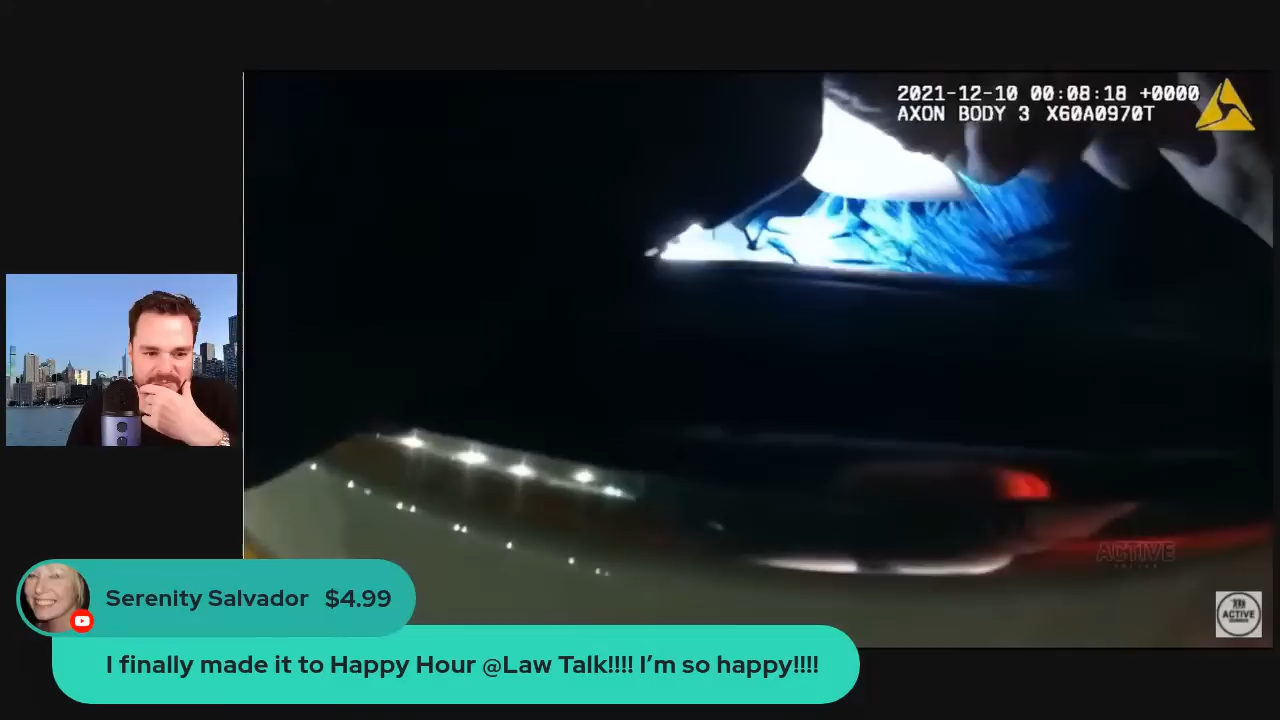 2021-12-10 00:08:18 +0000
AXON BODY 3 X60A0970T
ACTIVE
ACTIVE
Serenity Salvador $4.99
I finally made it to Happy Hour @Law Talk!!!! I’m so happy!!!!